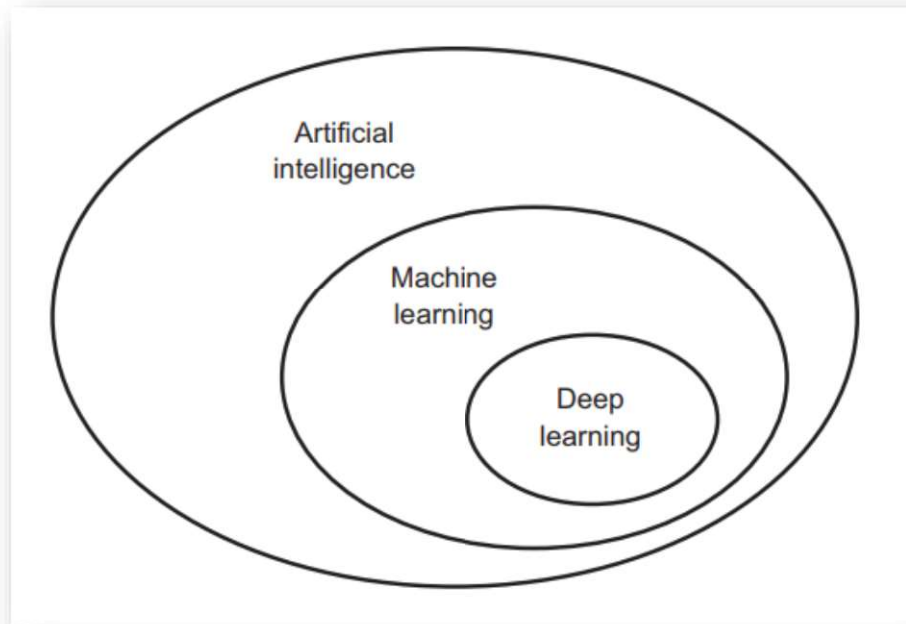 Artificial
intelligence
Machine
learning
Deep
learning